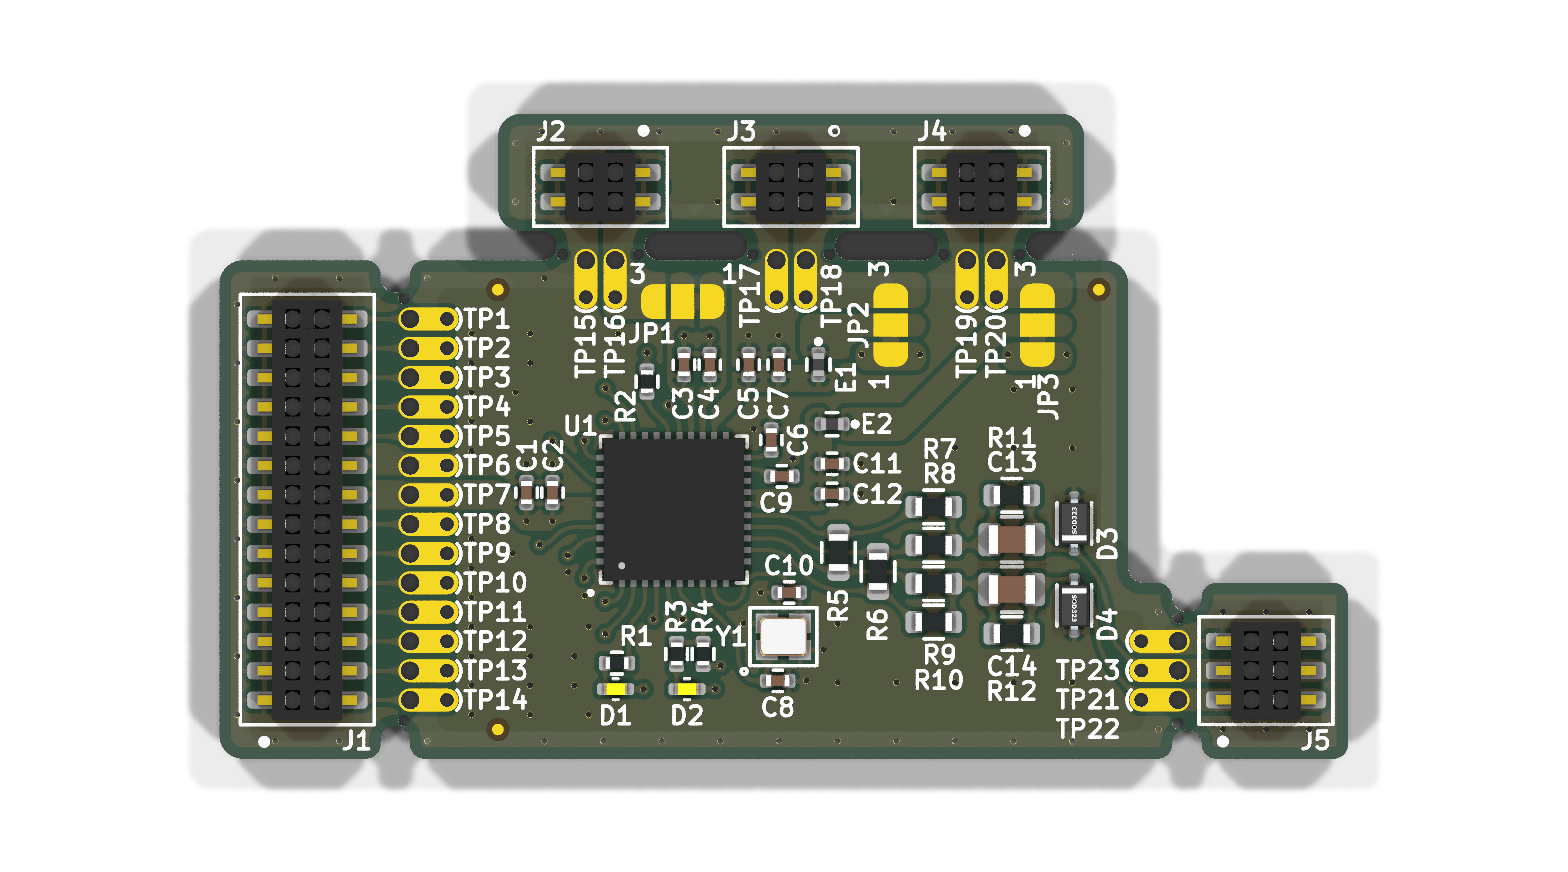 J2
J3
J4
3
1
3
3
TP1
TP2
TP3
TP4
TP5
TP6
TP7
TP8
TP9
TP10
TP11
TP12
TP13
TP14
J1
TP15
TP16
JP1
TP17
TP18
JP2
1
TP19
TP20
1
JP3
R2
C3
C4
C5
C7
E1
E2
U1
C1
C2
C6
C9
C11
C12
R7
R8
R11
C13
SOD323
D3
C10
R5
R6
R9
R10
C14
R12
SOD323
D4
R3
R4
R1
Y1
D1
D2
C8
TP23
TP21
TP22
J5